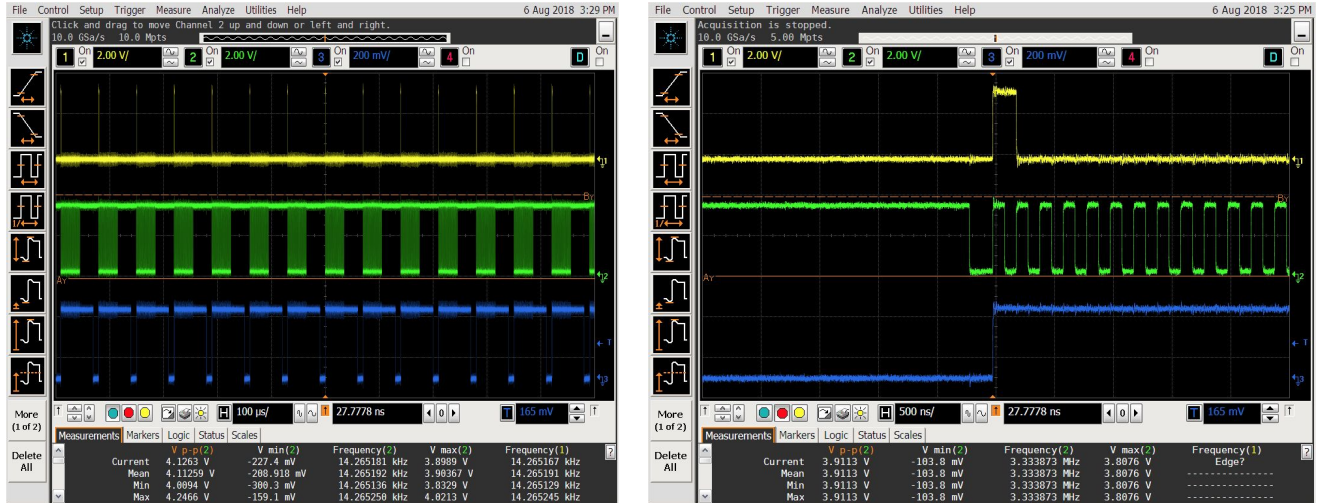 File Control Setup Trigger Measure Analyze Utilities Help 6 Aug 2018 3:29 PM
Click and drag to move Channel 2 up and down or left and right.
10.0 GSa/s 10.0 Mpts
1 On 2.00 V/ 2 On 2.00 V/ 3 On 200 mV/ 4 On D On
1
By
Ay
2
T
3
More
(1 of 2)
Delete
All
H 100 µs/ 27.7778 ns 0 T 165 mV
Measurements Markers Logic Status Scales
V p-p(2) V min(2) Frequency(2) V max(2) Frequency(1)
Current 4.1263 V -227.4 mV 14.265181 kHz 3.8989 V 14.265167 kHz
Mean 4.11259 V -208.918 mV 14.265192 kHz 3.90367 V 14.265191 kHz
Min 4.0094 V -300.3 mV 14.265136 kHz 3.8329 V 14.265129 kHz
Max 4.2466 V -159.1 mV 14.265250 kHz 4.0213 V 14.265245 kHz
File Control Setup Trigger Measure Analyze Utilities Help 6 Aug 2018 3:25 PM
Acquisition is stopped.
10.0 GSa/s 5.00 Mpts
1 On 2.00 V/ 2 On 2.00 V/ 3 On 200 mV/ 4 On D On
1
By
Ay
2
T
3
More
(1 of 2)
Delete
All
H 500 ns/ 27.7778 ns 0 T 165 mV
Measurements Markers Logic Status Scales
V p-p(2) V min(2) Frequency(2) V max(2) Frequency(1)
Current 3.9113 V -103.8 mV 3.333873 MHz 3.8076 V Edge?
Mean 3.9113 V -103.8 mV 3.333873 MHz 3.8076 V --------------
Min 3.9113 V -103.8 mV 3.333873 MHz 3.8076 V --------------
Max 3.9113 V -103.8 mV 3.333873 MHz 3.8076 V --------------